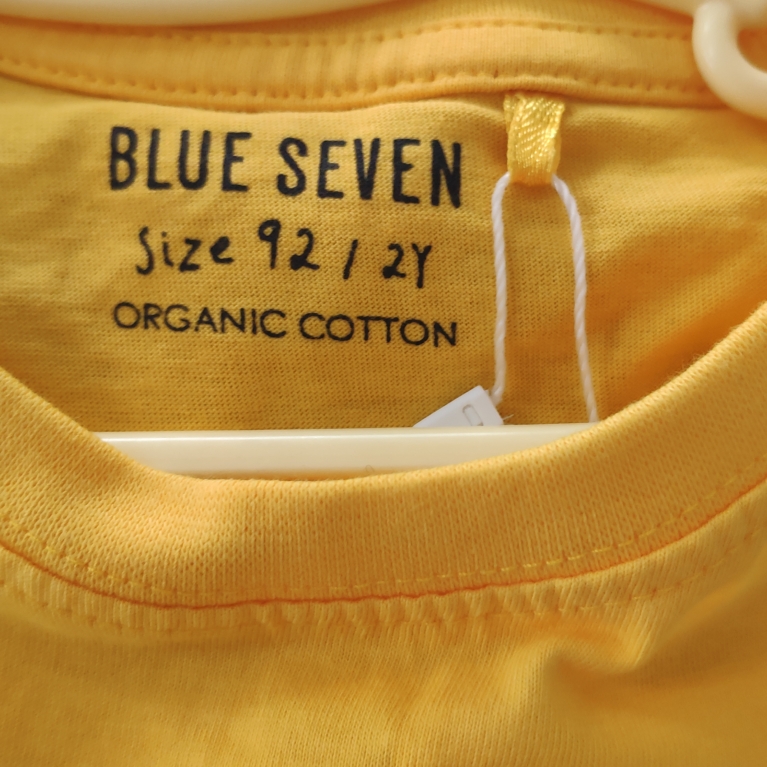 BLUE SEVEN
Size 92 / 2Y
ORGANIC COTTON